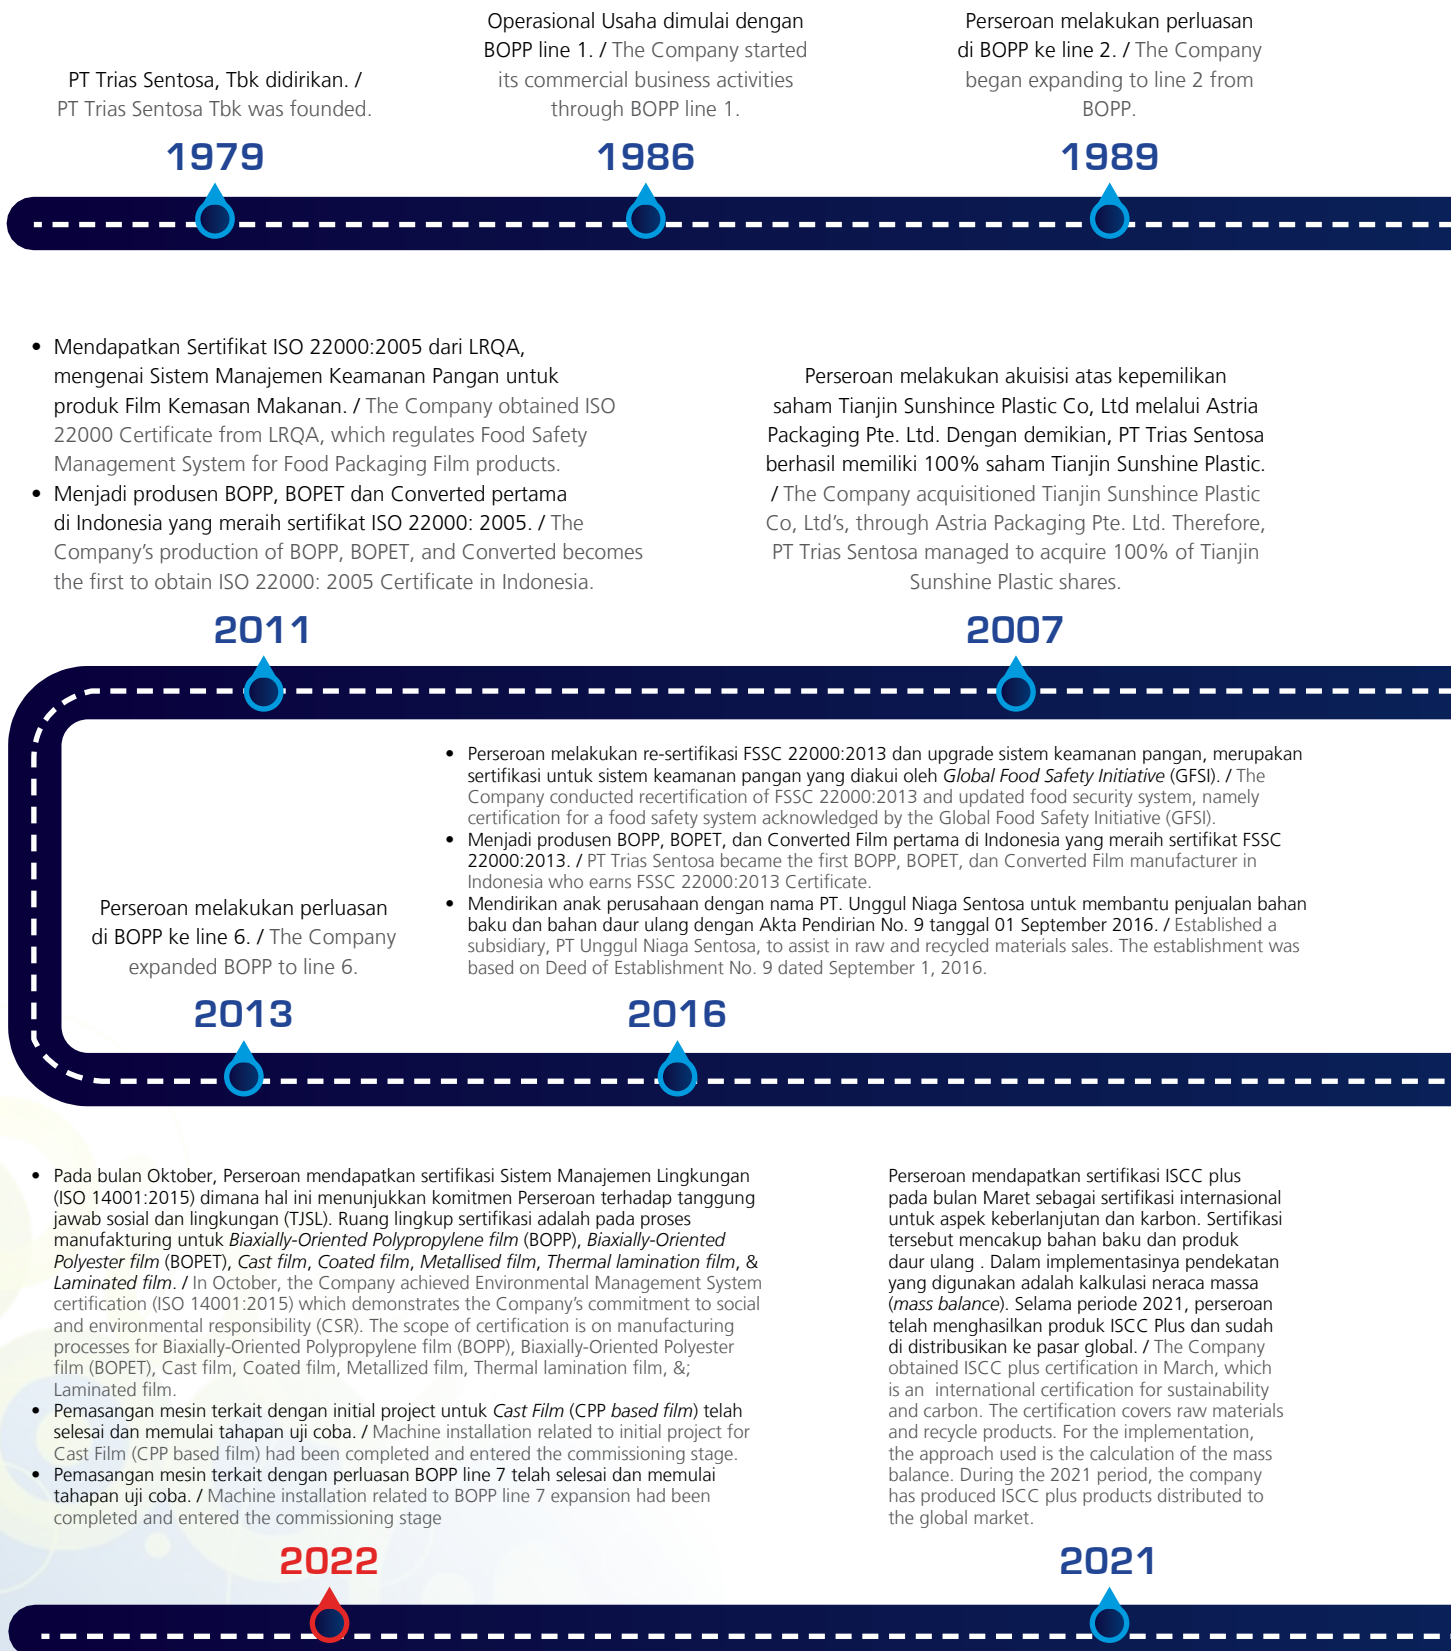 PT Trias Sentosa, Tbk didirikan. /
PT Trias Sentosa Tbk was founded.
1979
Operasional Usaha dimulai dengan
BOPP line 1. / The Company started
its commercial business activities
through BOPP line 1.
1986
Perseroan melakukan perluasan
di BOPP ke line 2. / The Company
began expanding to line 2 from
BOPP.
1989
• Mendapatkan Sertifikat ISO 22000:2005 dari LRQA,
mengenai Sistem Manajemen Keamanan Pangan untuk
produk Film Kemasan Makanan. / The Company obtained ISO
22000 Certificate from LRQA, which regulates Food Safety
Management System for Food Packaging Film products.
• Menjadi produsen BOPP, BOPET dan Converted pertama
di Indonesia yang meraih sertifikat ISO 22000: 2005. / The
Company's production of BOPP, BOPET, and Converted becomes
the first to obtain ISO 22000: 2005 Certificate in Indonesia.
2011
Perseroan melakukan akuisisi atas kepemilikan
saham Tianjin Sunshince Plastic Co, Ltd melalui Astria
Packaging Pte. Ltd. Dengan demikian, PT Trias Sentosa
berhasil memiliki 100% saham Tianjin Sunshine Plastic.
/ The Company acquisitioned Tianjin Sunshince Plastic
Co, Ltd's, through Astria Packaging Pte. Ltd. Therefore,
PT Trias Sentosa managed to acquire 100% of Tianjin
Sunshine Plastic shares.
2007
Perseroan melakukan perluasan
di BOPP ke line 6. / The Company
expanded BOPP to line 6.
2013
• Perseroan melakukan re-sertifikasi FSSC 22000:2013 dan upgrade sistem keamanan pangan, merupakan
sertifikasi untuk sistem keamanan pangan yang diakui oleh Global Food Safety Initiative (GFSI). / The
Company conducted recertification of FSSC 22000:2013 and updated food security system, namely
certification for a food safety system acknowledged by the Global Food Safety Initiative (GFSI).
• Menjadi produsen BOPP, BOPET, dan Converted Film pertama di Indonesia yang meraih sertifikat FSSC
22000:2013. / PT Trias Sentosa became the first BOPP, BOPET, dan Converted Film manufacturer in
Indonesia who earns FSSC 22000:2013 Certificate.
• Mendirikan anak perusahaan dengan nama PT. Unggul Niaga Sentosa untuk membantu penjualan bahan
baku dan bahan daur ulang dengan Akta Pendirian No. 9 tanggal 01 September 2016. / Established a
subsidiary, PT Unggul Niaga Sentosa, to assist in raw and recycled materials sales. The establishment was
based on Deed of Establishment No. 9 dated September 1, 2016.
2016
• Pada bulan Oktober, Perseroan mendapatkan sertifikasi Sistem Manajemen Lingkungan
(ISO 14001:2015) dimana hal ini menunjukkan komitmen Perseroan terhadap tanggung
jawab sosial dan lingkungan (TJSL). Ruang lingkup sertifikasi adalah pada proses
manufakturing untuk Biaxially-Oriented Polypropylene film (BOPP), Biaxially-Oriented
Polyester film (BOPET), Cast film, Coated film, Metallised film, Thermal lamination film, &
Laminated film. / In October, the Company achieved Environmental Management System
certification (ISO 14001:2015) which demonstrates the Company's commitment to social
and environmental responsibility (CSR). The scope of certification is on manufacturing
processes for Biaxially-Oriented Polypropylene film (BOPP), Biaxially-Oriented Polyester
film (BOPET), Cast film, Coated film, Metallized film, Thermal lamination film, &;
Laminated film.
• Pemasangan mesin terkait dengan initial project untuk Cast Film (CPP based film) telah
selesai dan memulai tahapan uji coba. / Machine installation related to initial project for
Cast Film (CPP based film) had been completed and entered the commissioning stage.
• Pemasangan mesin terkait dengan perluasan BOPP line 7 telah selesai dan memulai
tahapan uji coba. / Machine installation related to BOPP line 7 expansion had been
completed and entered the commissioning stage
2022
Perseroan mendapatkan sertifikasi ISCC plus
pada bulan Maret sebagai sertifikasi internasional
untuk aspek keberlanjutan dan karbon. Sertifikasi
tersebut mencakup bahan baku dan produk
daur ulang . Dalam implementasinya pendekatan
yang digunakan adalah kalkulasi neraca massa
(mass balance). Selama periode 2021, perseroan
telah menghasilkan produk ISCC Plus dan sudah
di distribusikan ke pasar global. / The Company
obtained ISCC plus certification in March, which
is an international certification for sustainability
and carbon. The certification covers raw materials
and recycle products. For the implementation,
the approach used is the calculation of the mass
balance. During the 2021 period, the company
has produced ISCC plus products distributed to
the global market.
2021